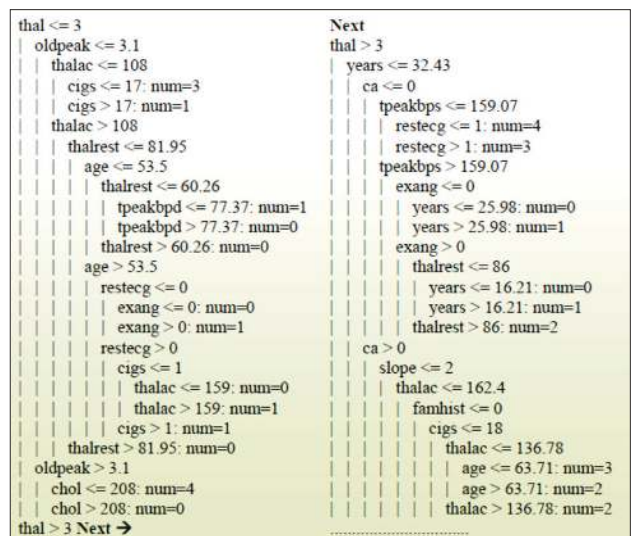 thal <= 3
| oldpeak <= 3.1
| | thalac <= 108
| | | cigs <= 17: num=3
| | | cigs > 17: num=1
| | thalac > 108
| | | thalrest <= 81.95
| | | | age <= 53.5
| | | | | thalrest <= 60.26
| | | | | | tpeakbpd <= 77.37: num=1
| | | | | | tpeakbpd > 77.37: num=0
| | | | | thalrest > 60.26: num=0
| | | | age > 53.5
| | | | | restecg <= 0
| | | | | | exang <= 0: num=0
| | | | | | exang > 0: num=1
| | | | | restecg > 0
| | | | | | cigs <= 1
| | | | | | | thalac <= 159: num=0
| | | | | | | thalac > 159: num=1
| | | | | | cigs > 1: num=1
| | | thalrest > 81.95: num=0
| oldpeak > 3.1
| | chol <= 208: num=4
| | chol > 208: num=0
thal > 3 Next →
Next
thal > 3
| years <= 32.43
| | ca <= 0
| | | tpeakbps <= 159.07
| | | | restecg <= 1: num=4
| | | | restecg > 1: num=3
| | | tpeakbps > 159.07
| | | | exang <= 0
| | | | | years <= 25.98: num=0
| | | | | years > 25.98: num=1
| | | | exang > 0
| | | | | thalrest <= 86
| | | | | | years <= 16.21: num=0
| | | | | | years > 16.21: num=1
| | | | | thalrest > 86: num=2
| | ca > 0
| | | slope <= 2
| | | | thalac <= 162.4
| | | | | famhist <= 0
| | | | | | cigs <= 18
| | | | | | | thalac <= 136.78
| | | | | | | | age <= 63.71: num=3
| | | | | | | | age > 63.71: num=2
| | | | | | | thalac > 136.78: num=2
..............................